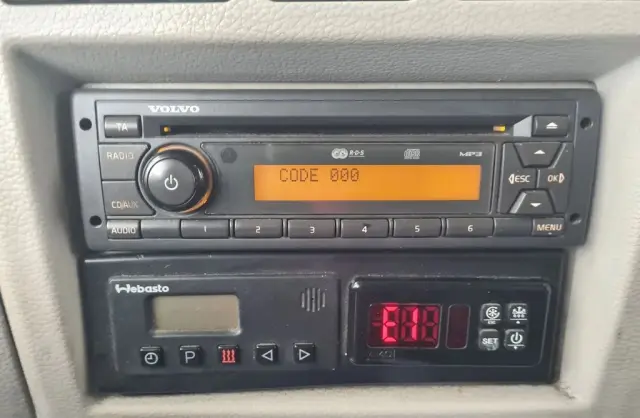 VOLVO
TA
RADIO
R·D·S
MP3
CODE 000
ESC
OK
CD/AUX
AUDIO
1
2
3
4
5
6
MENU
Webasto
E11
P
SET